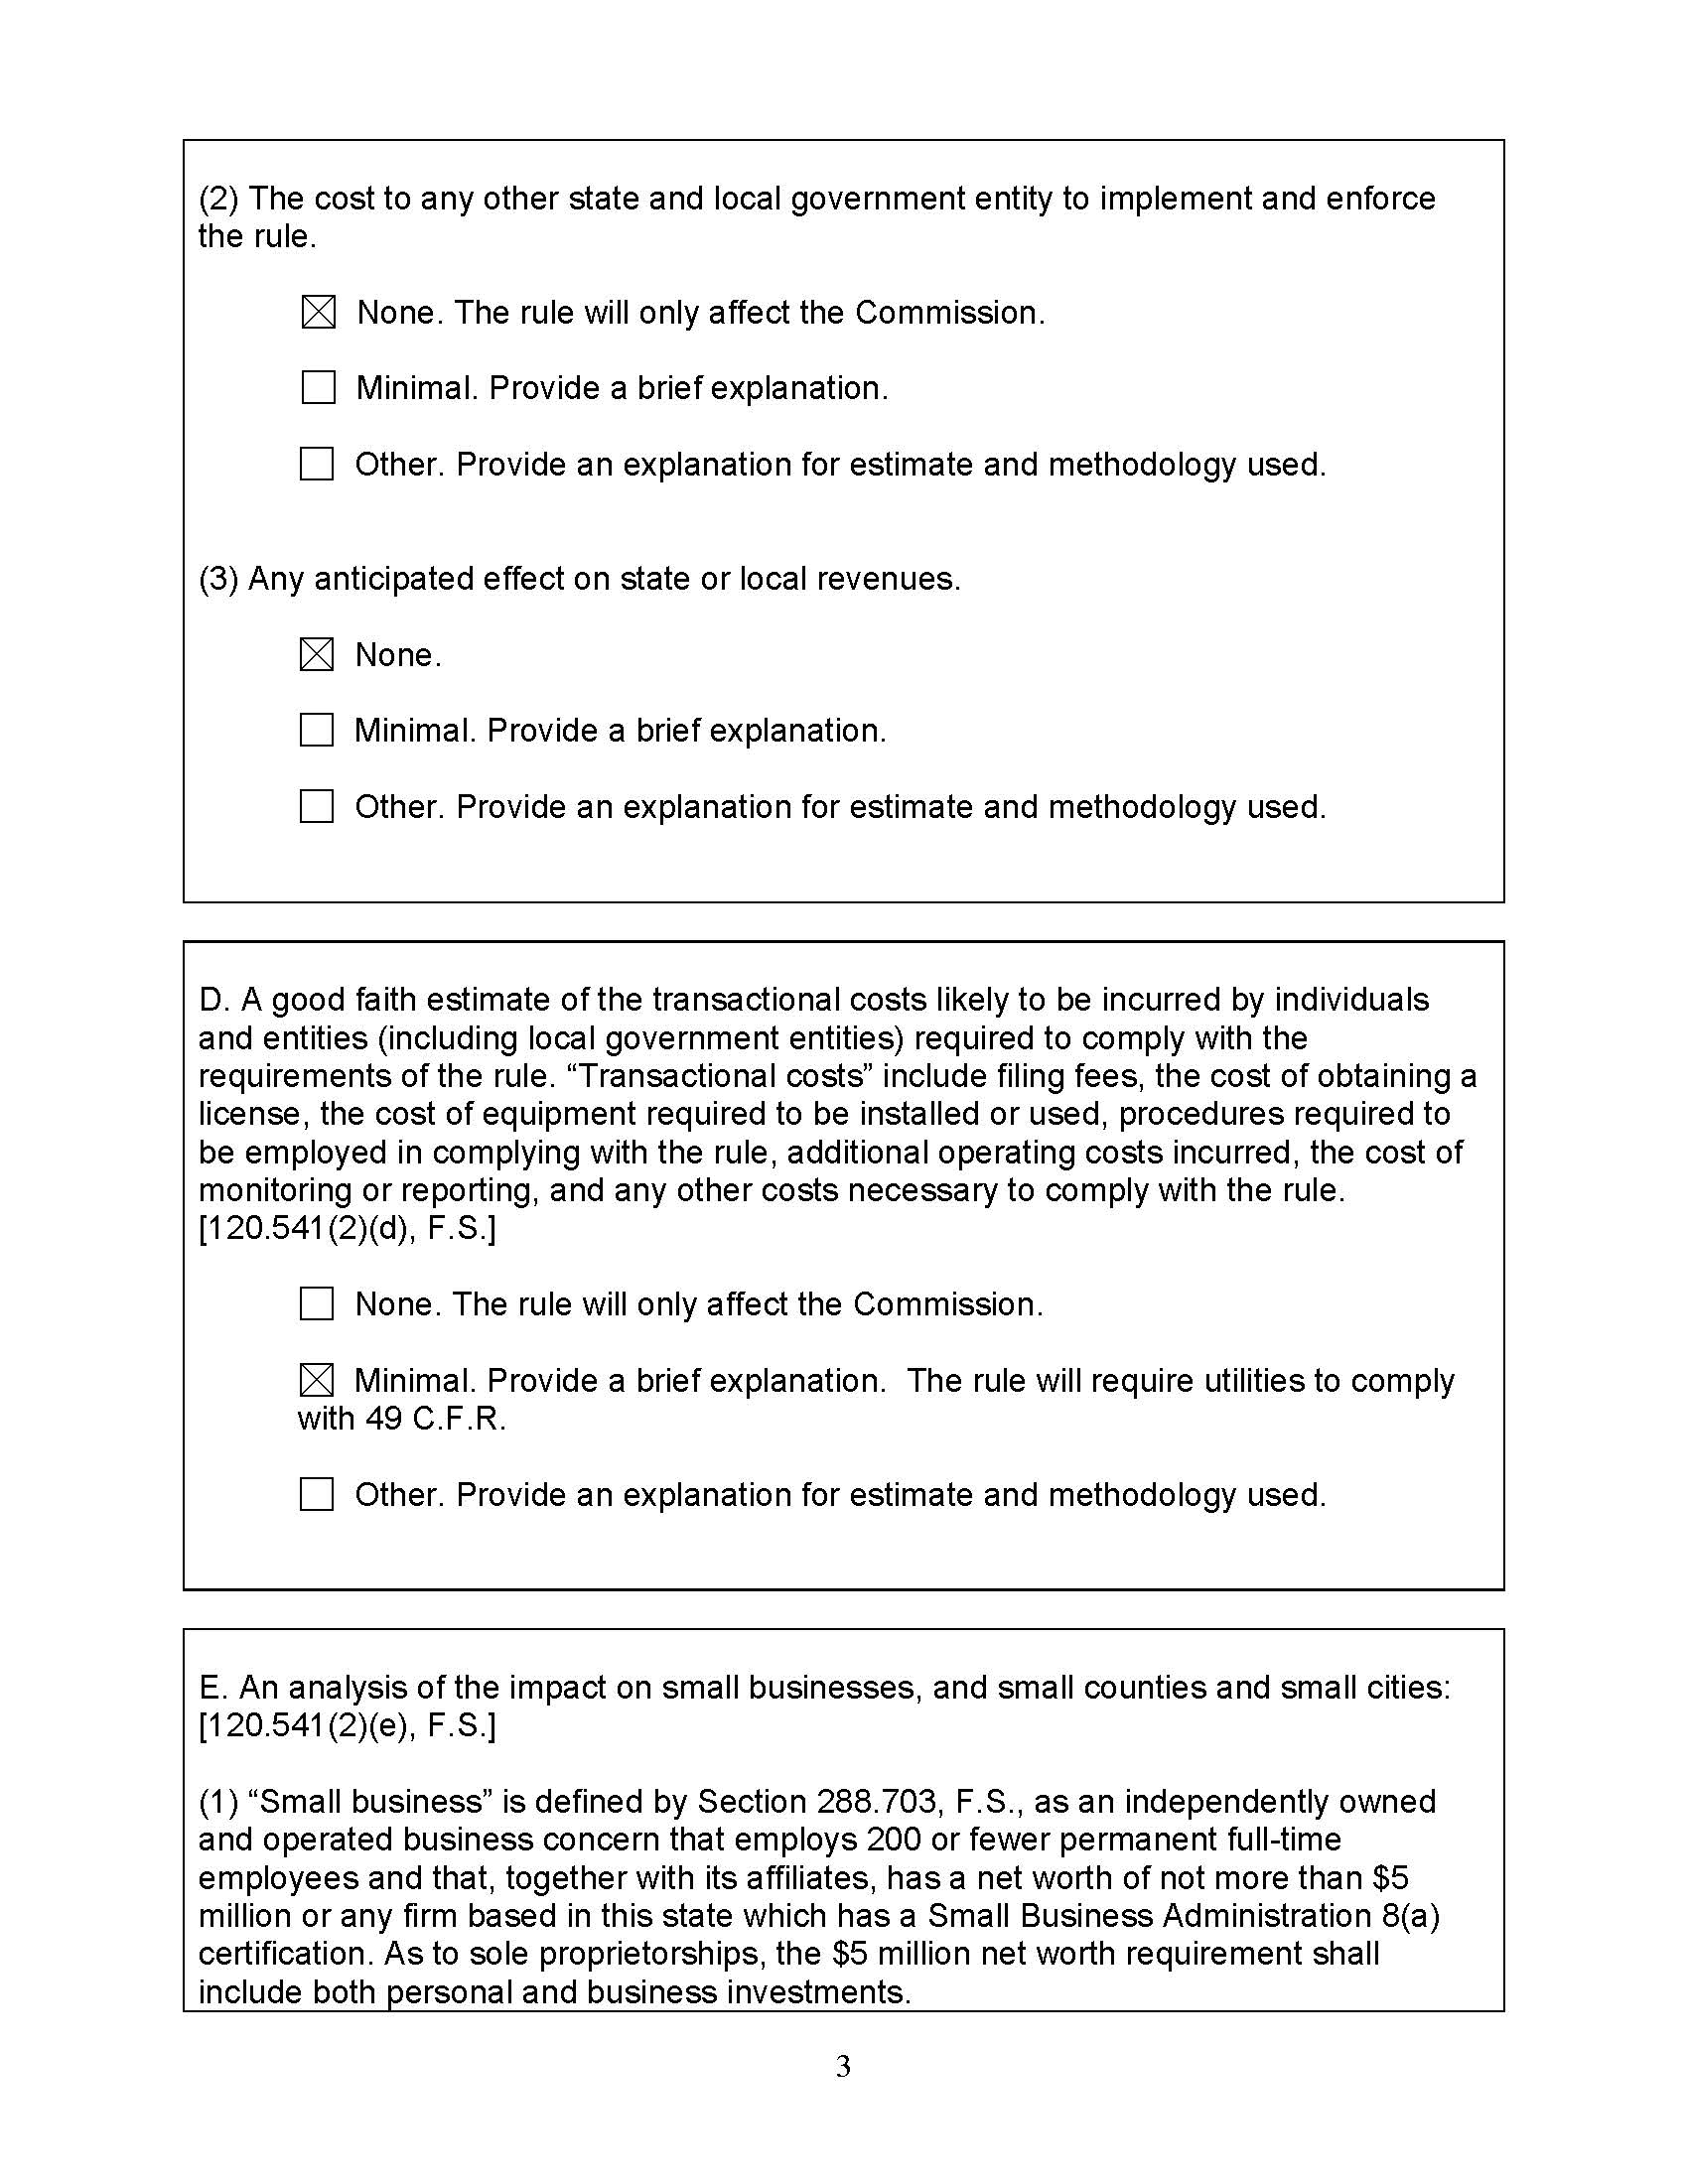 (2) The cost to any other state and local government entity to implement and enforce
the rule.
☒ None. The rule will only affect the Commission.
☐ Minimal. Provide a brief explanation.
☐ Other. Provide an explanation for estimate and methodology used.
(3) Any anticipated effect on state or local revenues.
☒ None.
☐ Minimal. Provide a brief explanation.
☐ Other. Provide an explanation for estimate and methodology used.
D. A good faith estimate of the transactional costs likely to be incurred by individuals
and entities (including local government entities) required to comply with the
requirements of the rule. “Transactional costs” include filing fees, the cost of obtaining a
license, the cost of equipment required to be installed or used, procedures required to
be employed in complying with the rule, additional operating costs incurred, the cost of
monitoring or reporting, and any other costs necessary to comply with the rule.
[120.541(2)(d), F.S.]
☐ None. The rule will only affect the Commission.
☒ Minimal. Provide a brief explanation.  The rule will require utilities to comply
with 49 C.F.R.
☐ Other. Provide an explanation for estimate and methodology used.
E. An analysis of the impact on small businesses, and small counties and small cities:
[120.541(2)(e), F.S.]
(1) “Small business” is defined by Section 288.703, F.S., as an independently owned
and operated business concern that employs 200 or fewer permanent full-time
employees and that, together with its affiliates, has a net worth of not more than $5
million or any firm based in this state which has a Small Business Administration 8(a)
certification. As to sole proprietorships, the $5 million net worth requirement shall
include both personal and business investments.
3